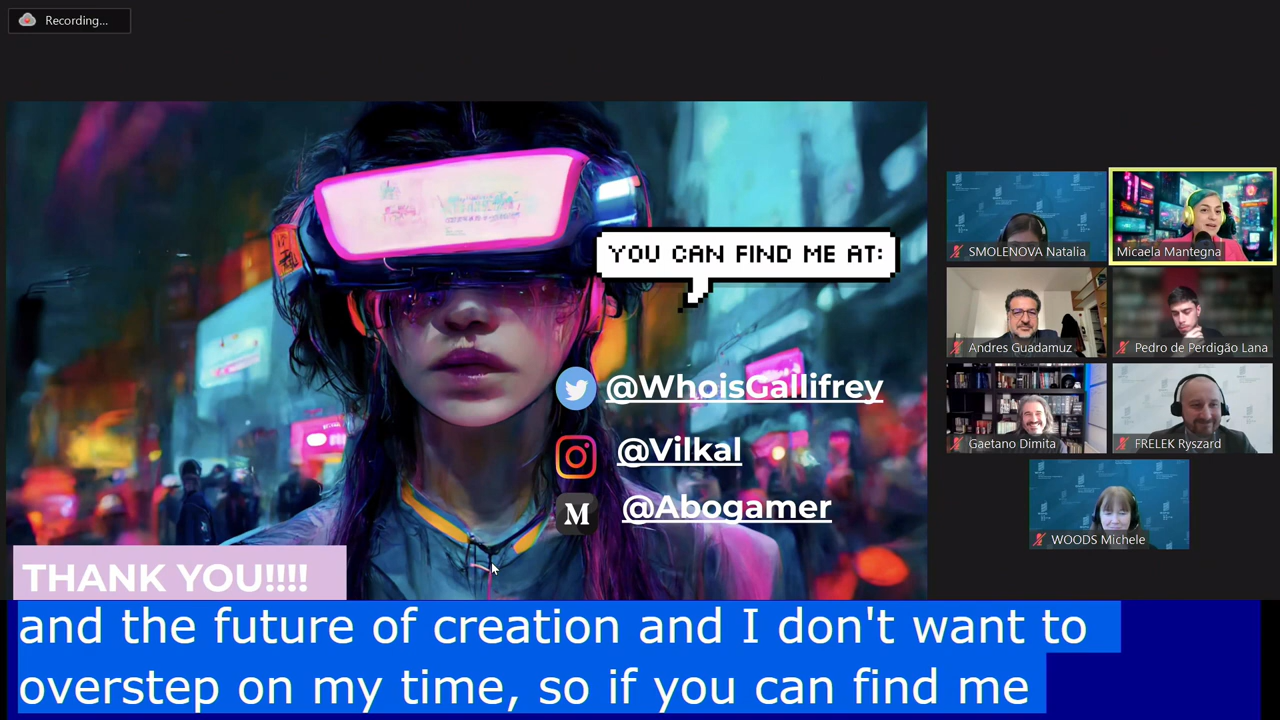 Recording...
YOU CAN FIND ME AT:
@WhoisGallifrey
@Vilkal
@Abogamer
THANK YOU!!!!
SMOLENOVA Natalia
Micaela Mantegna
Andres Guadamuz
Pedro de Perdigão Lana
Gaetano Dimita
FRELEK Ryszard
WOODS Michele
and the future of creation and I don't want to
overstep on my time, so if you can find me